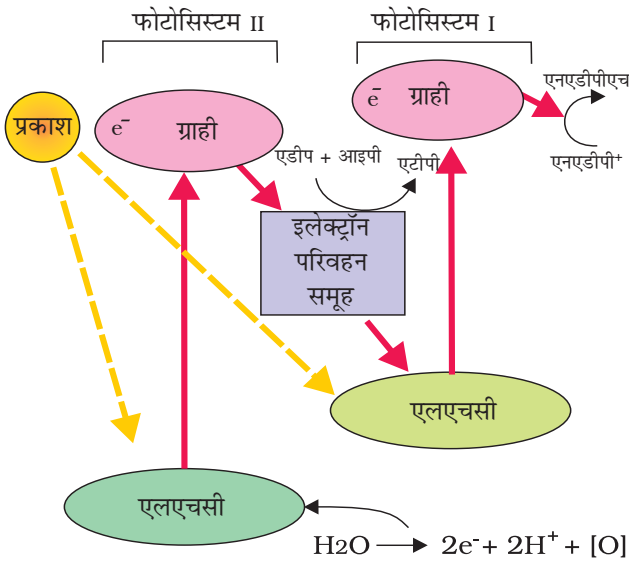 फोटोसिस्टम II
फोटोसिस्टम I
प्रकाश
e⁻ ग्राही
e⁻ ग्राही
एनएडीपीएच
एनएडीपी⁺
एडीप + आइपी
एटीपी
इलेक्ट्रॉन
परिवहन
समूह
एलएचसी
एलएचसी
H2O → 2e⁻ + 2H⁺ + [O]